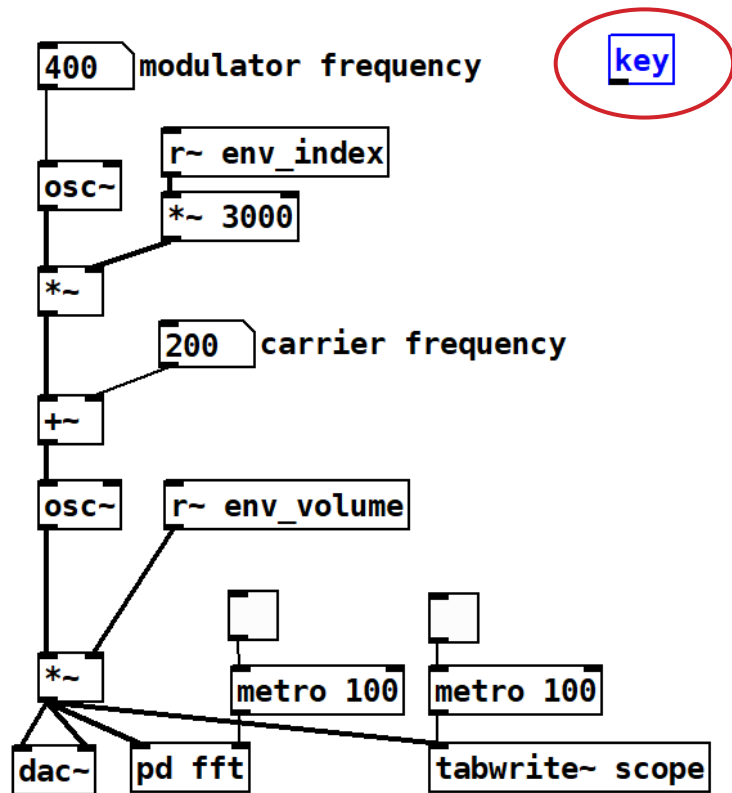 400 modulator frequency
key
r~ env_index
osc~
*~ 3000
*~
200 carrier frequency
+~
osc~
r~ env_volume
*~
metro 100
metro 100
dac~
pd fft
tabwrite~ scope